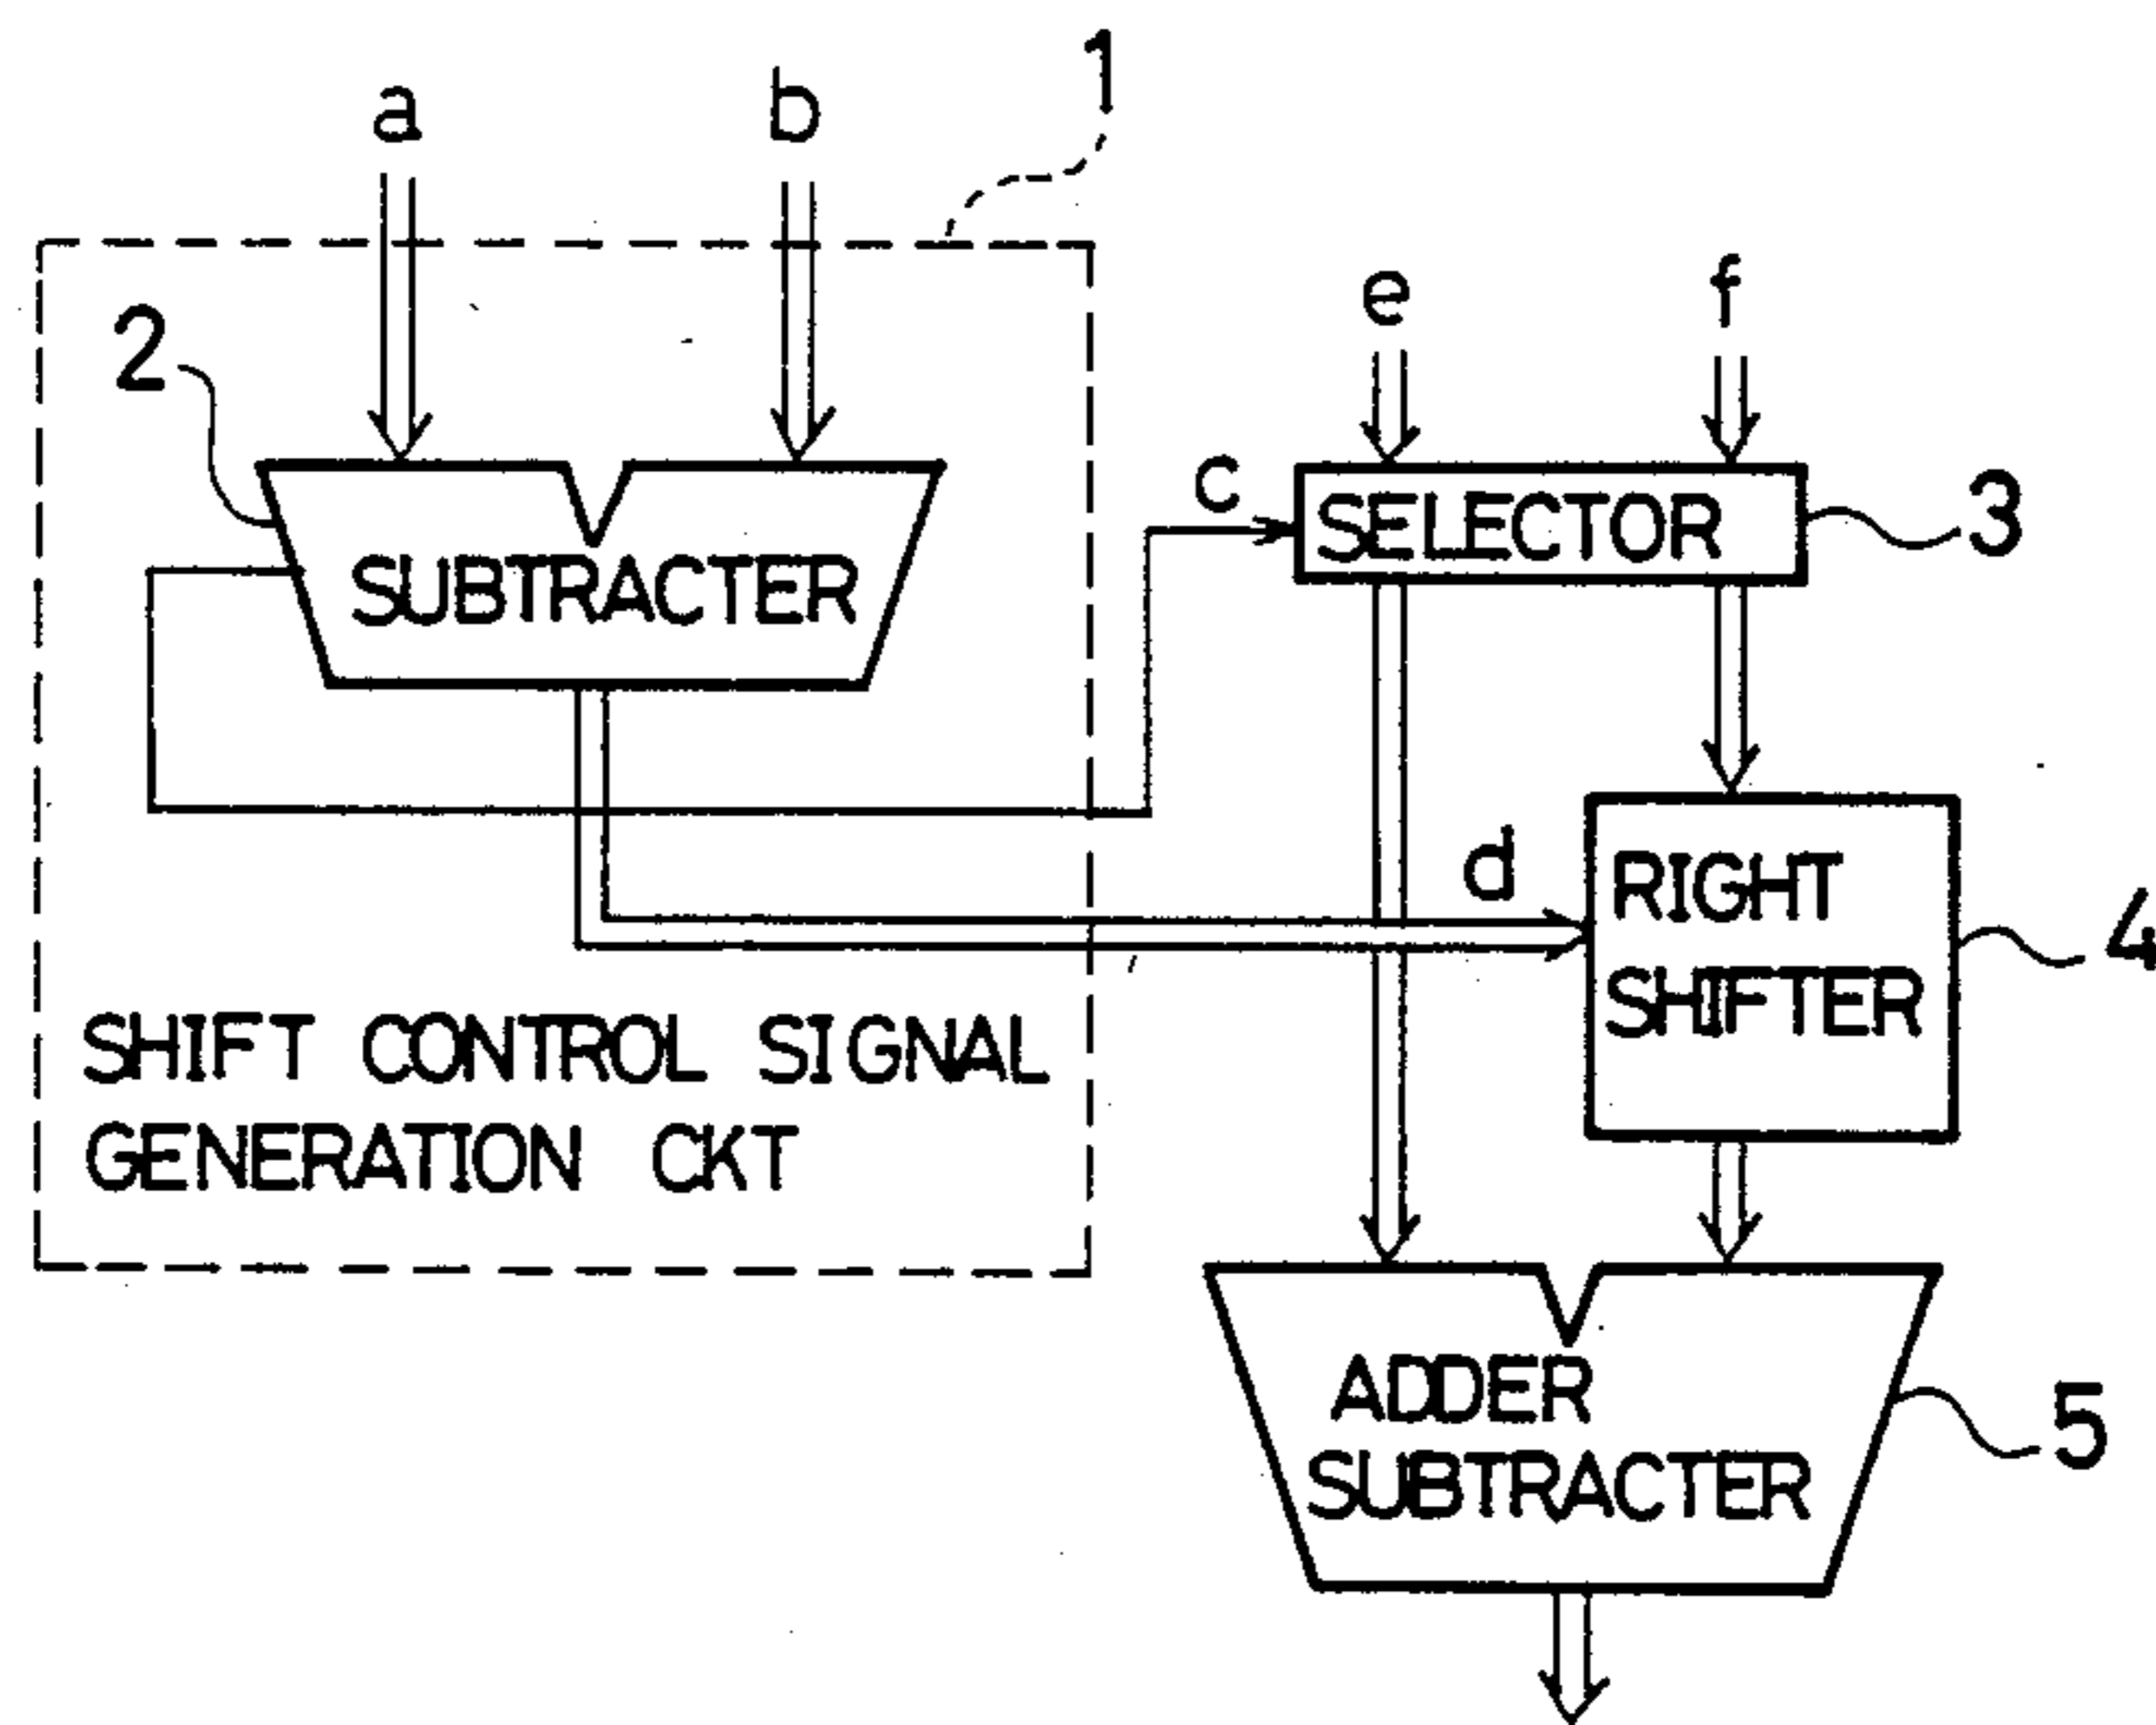 1
a
b
2
SUBTRACTER
e
f
c
SELECTOR
3
d
RIGHT
SHIFTER
4
SHIFT CONTROL SIGNAL
GENERATION CKT
ADDER
SUBTRACTER
5